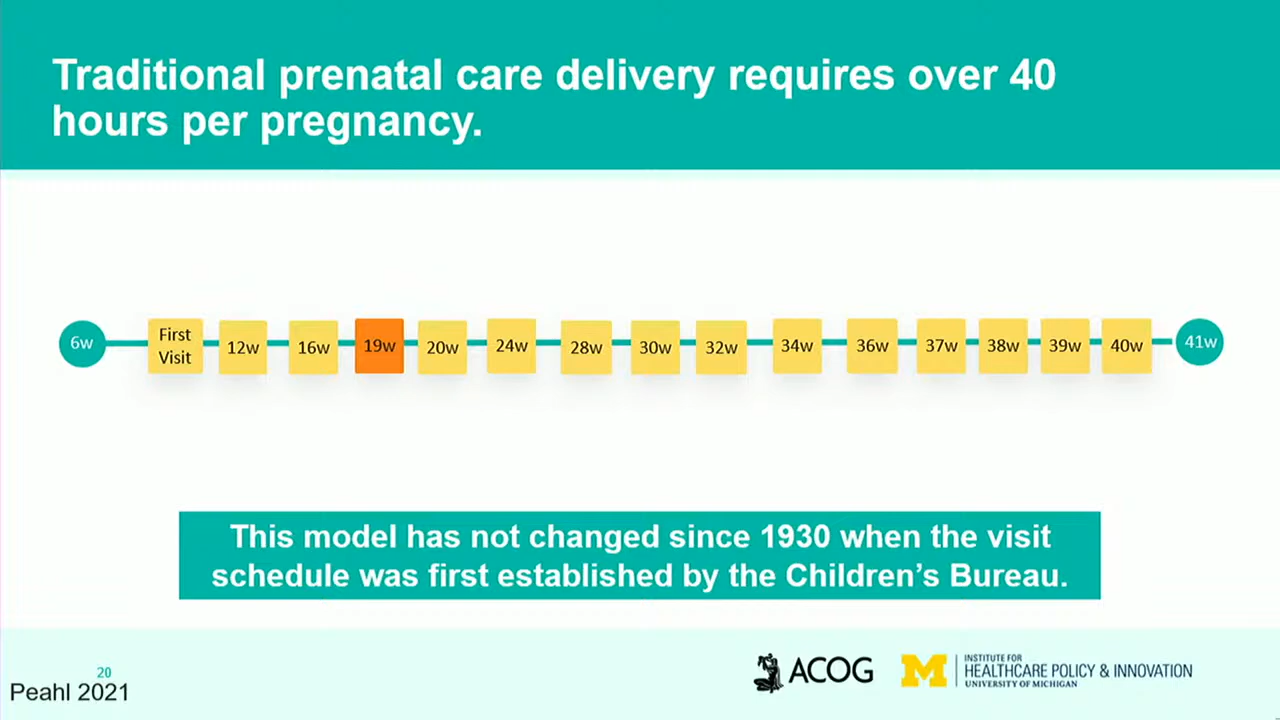 Traditional prenatal care delivery requires over 40
hours per pregnancy.
6w
First
Visit
12w
16w
19w
20w
24w
28w
30w
32w
34w
36w
37w
38w
39w
40w
41w
This model has not changed since 1930 when the visit
schedule was first established by the Children's Bureau.
20
Peahl 2021
ACOG
M
INSTITUTE FOR
HEALTHCARE POLICY & INNOVATION
UNIVERSITY OF MICHIGAN